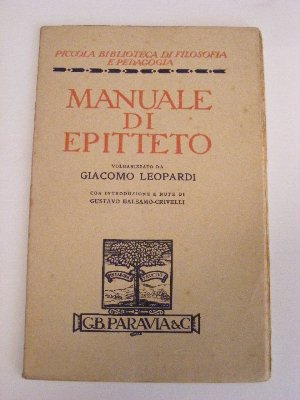 PICCOLA BIBLIOTECA DI FILOSOFIA
E PEDAGOGIA
MANUALE
DI
EPITTETO
VOLGARIZZATO DA
GIACOMO LEOPARDI
CON INTRODUZIONE E NOTE DI
GUSTAVO BALSAMO-CRIVELLI
G.B. PARAVIA & C.